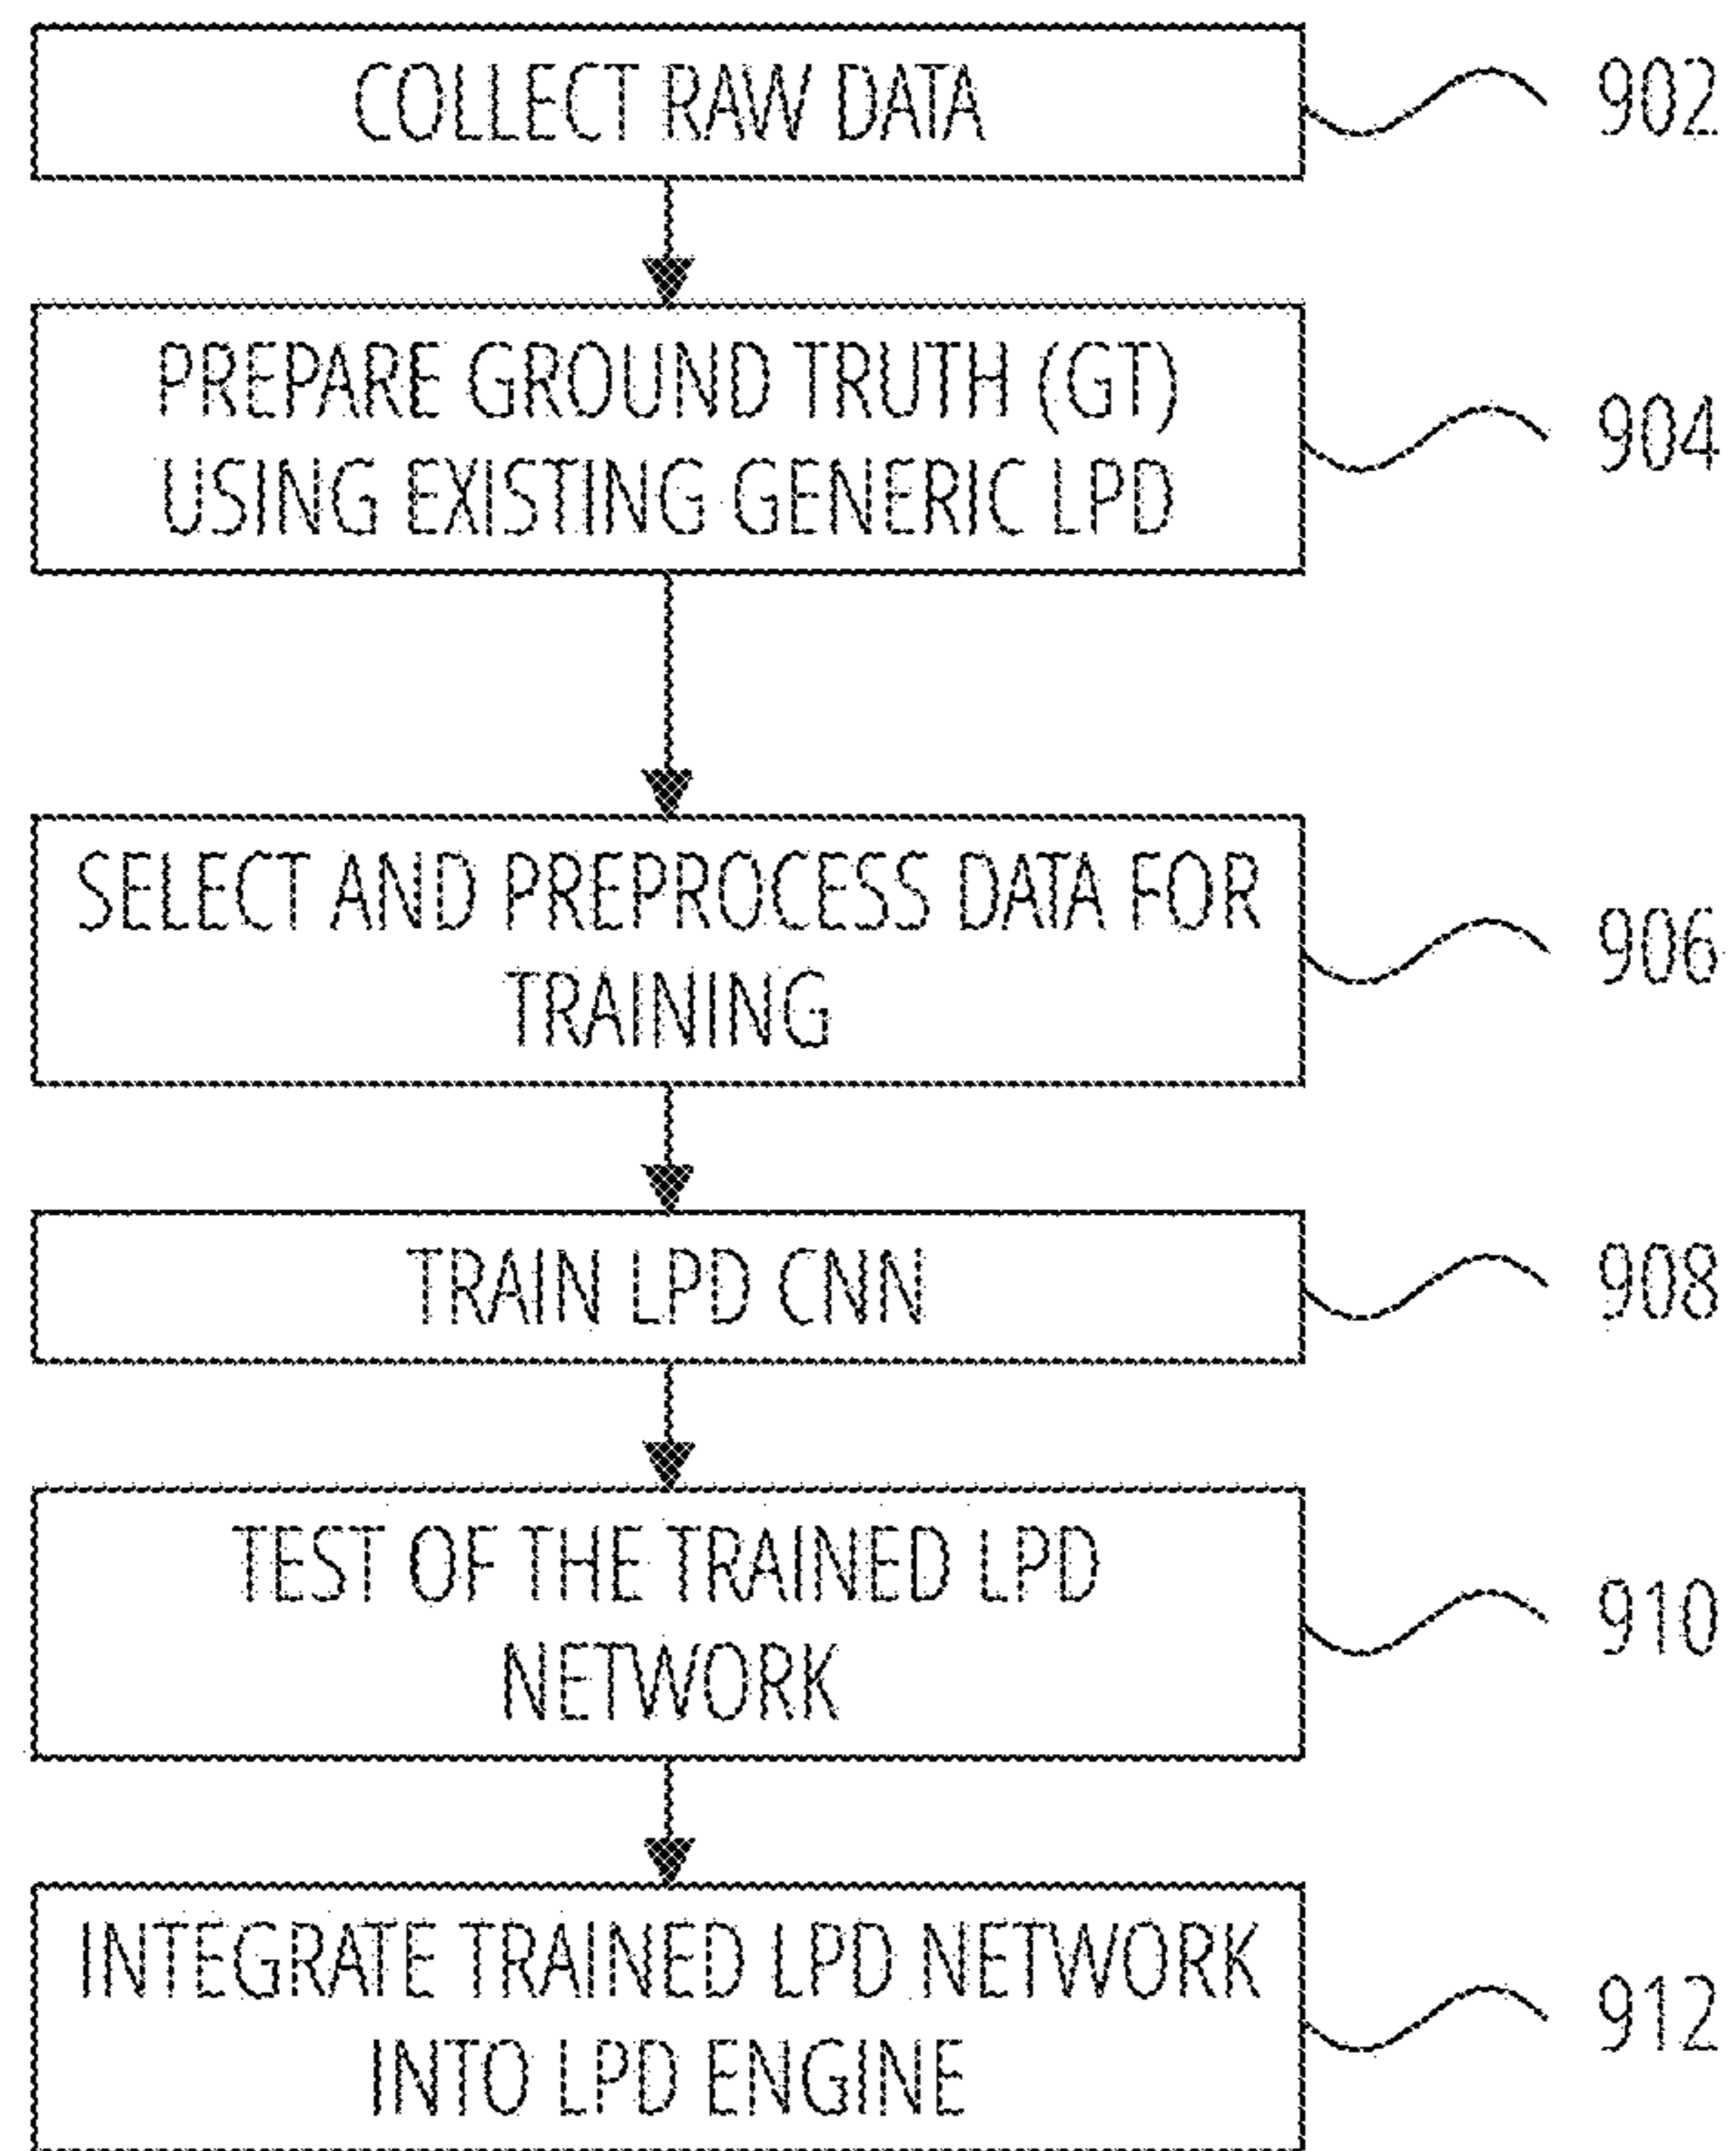 COLLECT RAW DATA
902
PREPARE GROUND TRUTH (GT)
USING EXISTING GENERIC LPD
904
SELECT AND PREPROCESS DATA FOR
TRAINING
906
TRAIN LPD CNN
908
TEST OF THE TRAINED LPD
NETWORK
910
INTEGRATE TRAINED LPD NETWORK
INTO LPD ENGINE
912